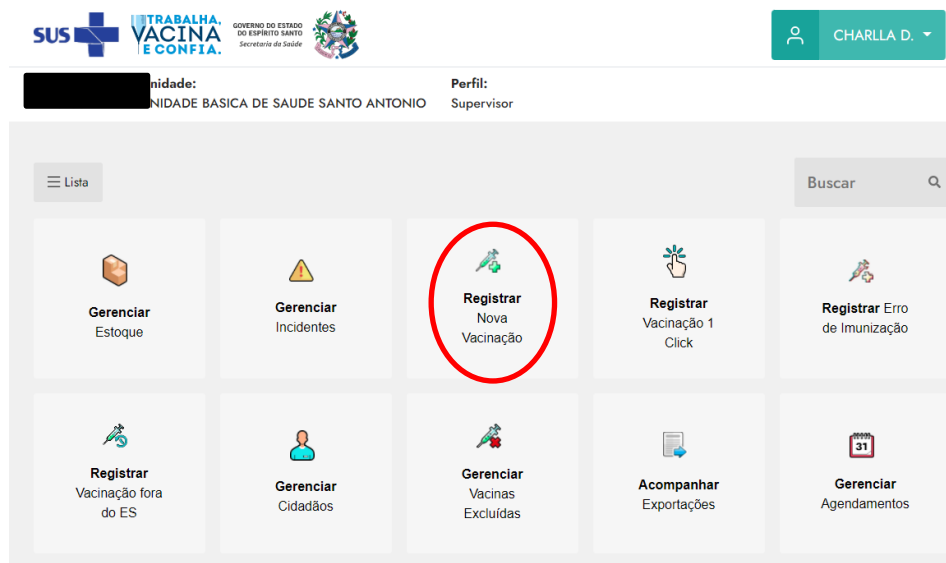 SUS
TRABALHA,
VACINA
E CONFIA.
GOVERNO DO ESTADO
DO ESPÍRITO SANTO
Secretaria da Saúde
CHARLLA D.
nidade:
NIDADE BASICA DE SAUDE SANTO ANTONIO
Perfil:
Supervisor
Lista
Buscar
Gerenciar
Estoque
Gerenciar
Incidentes
Registrar
Nova
Vacinação
Registrar
Vacinação 1
Click
Registrar Erro
de Imunização
Registrar
Vacinação fora
do ES
Gerenciar
Cidadãos
Gerenciar
Vacinas
Excluídas
Acompanhar
Exportações
31
Gerenciar
Agendamentos